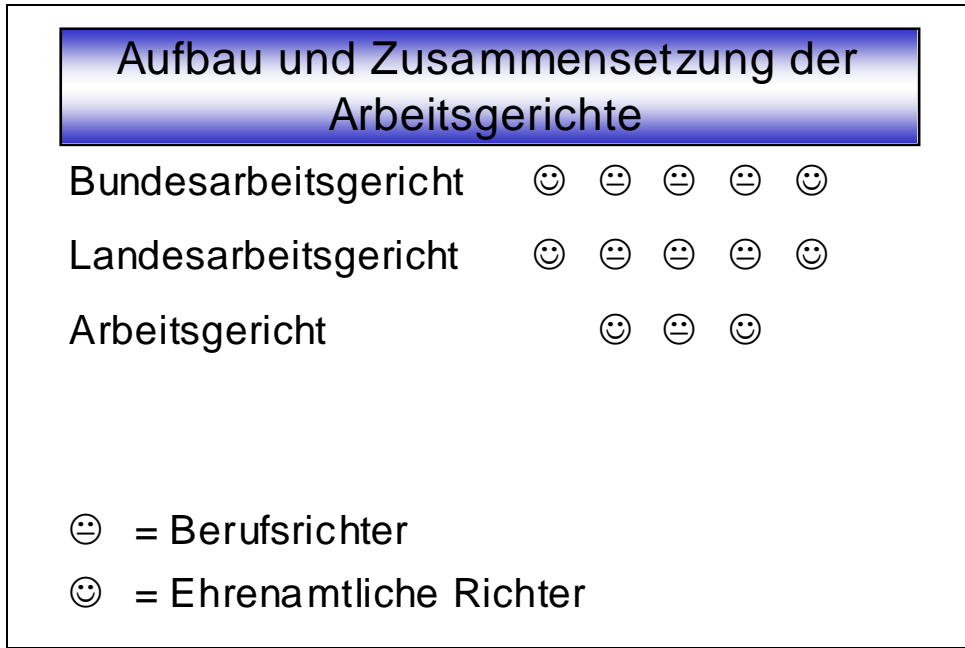 Aufbau und Zusammensetzung der
Arbeitsgerichte
Bundesarbeitsgericht ☺ 😐 😐 😐 ☺
Landesarbeitsgericht ☺ 😐 😐 😐 ☺
Arbeitsgericht ☺ 😐 ☺
😐 = Berufsrichter
☺ = Ehrenamtliche Richter